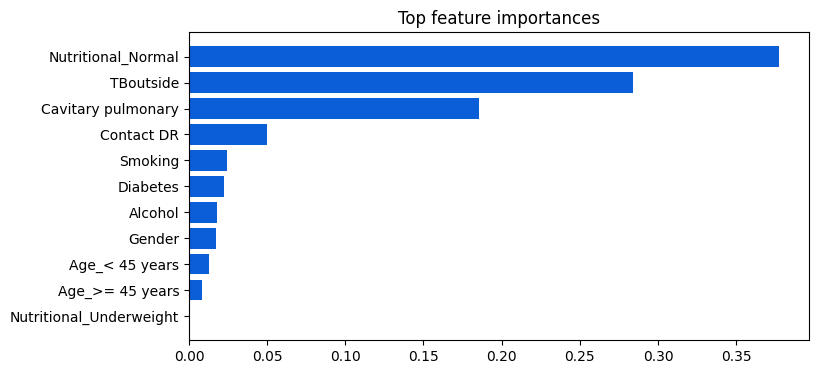 Top feature importances
Nutritional_Normal
TBoutside
Cavitary pulmonary
Contact DR
Smoking
Diabetes
Alcohol
Gender
Age_< 45 years
Age_>= 45 years
Nutritional_Underweight
0.00 0.05 0.10 0.15 0.20 0.25 0.30 0.35